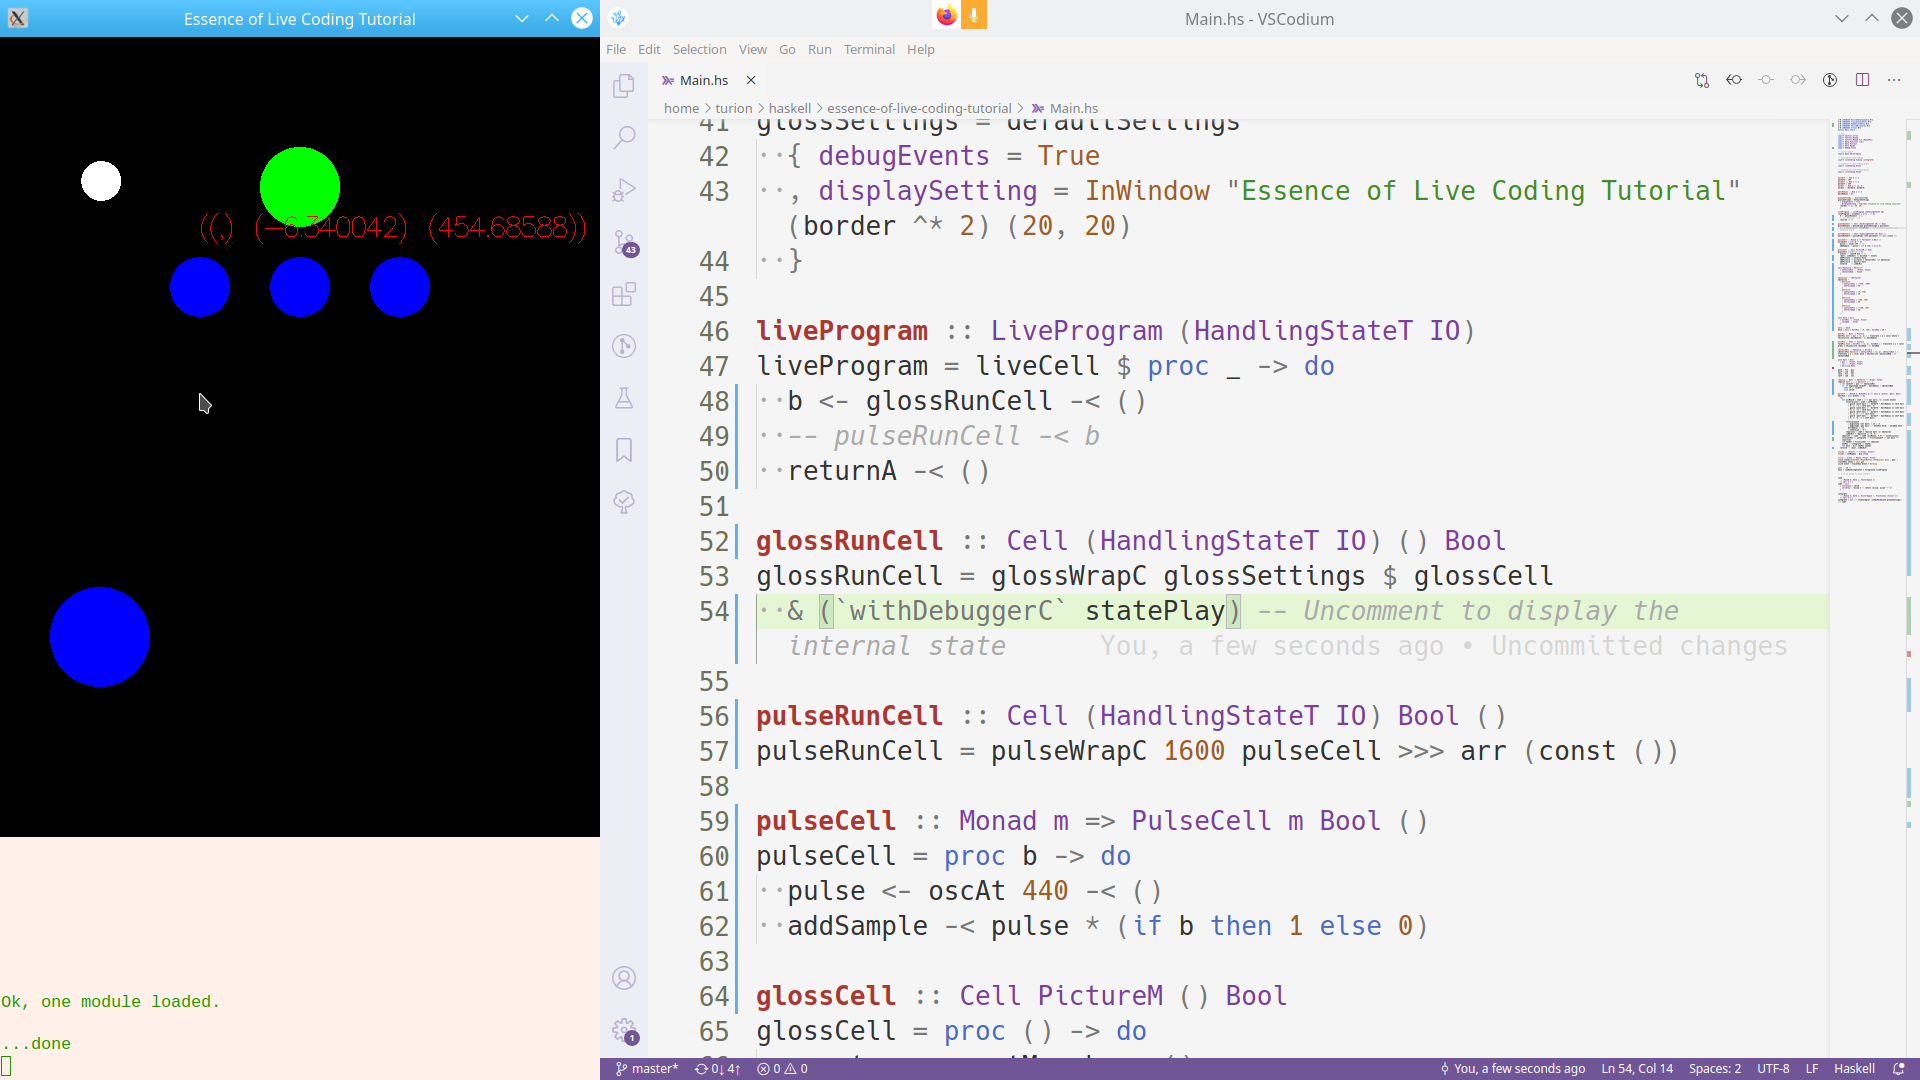 Essence of Live Coding Tutorial
((,) (-6.340042) (454.68588))
Ok, one module loaded.
...done
Main.hs - VSCodium
File Edit Selection View Go Run Terminal Help
Main.hs
home > turion > haskell > essence-of-live-coding-tutorial > Main.hs
41 glossSettings = defaultSettings
42 ··{ debugEvents = True
43 ··, displaySetting = InWindow "Essence of Live Coding Tutorial"
(border ^* 2) (20, 20)
44 ··}
45
46 liveProgram :: LiveProgram (HandlingStateT IO)
47 liveProgram = liveCell $ proc _ -> do
48 ··b <- glossRunCell -< ()
49 ··-- pulseRunCell -< b
50 ··returnA -< ()
51
52 glossRunCell :: Cell (HandlingStateT IO) () Bool
53 glossRunCell = glossWrapC glossSettings $ glossCell
54 ··& (`withDebuggerC` statePlay) -- Uncomment to display the
internal state You, a few seconds ago • Uncommitted changes
55
56 pulseRunCell :: Cell (HandlingStateT IO) Bool ()
57 pulseRunCell = pulseWrapC 1600 pulseCell >>> arr (const ())
58
59 pulseCell :: Monad m => PulseCell m Bool ()
60 pulseCell = proc b -> do
61 ··pulse <- oscAt 440 -< ()
62 ··addSample -< pulse * (if b then 1 else 0)
63
64 glossCell :: Cell PictureM () Bool
65 glossCell = proc () -> do
43
1
master* 0↓ 4↑ 0 0 You, a few seconds ago Ln 54, Col 14 Spaces: 2 UTF-8 LF Haskell